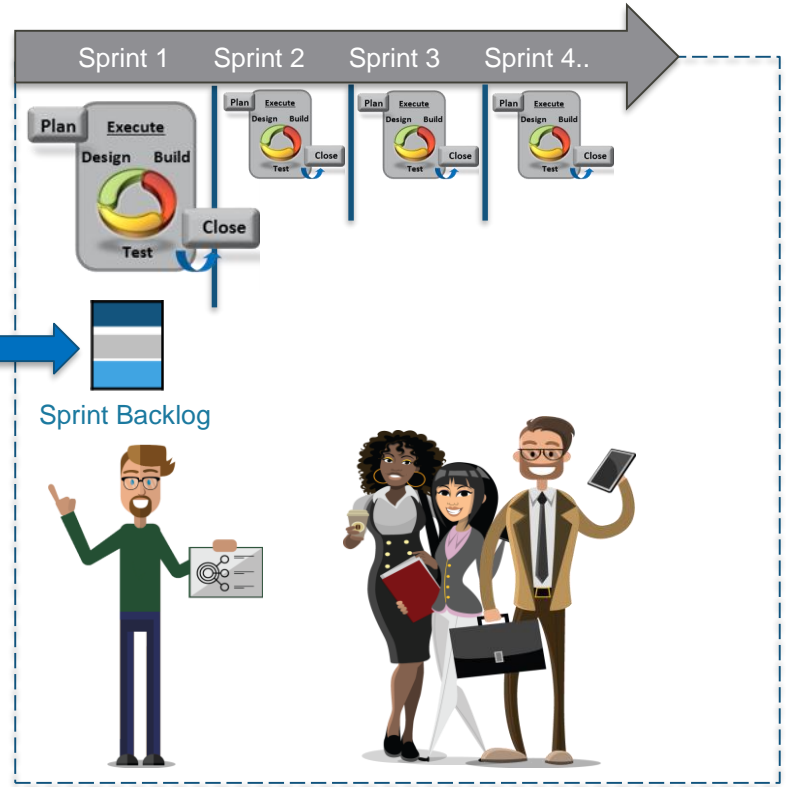 Sprint 1
Sprint 2
Sprint 3
Sprint 4..
Plan
Execute
Design Build
Test
Close
Plan
Execute
Design Build
Test
Close
Plan
Execute
Design Build
Test
Close
Plan
Execute
Design Build
Test
Close
Sprint Backlog